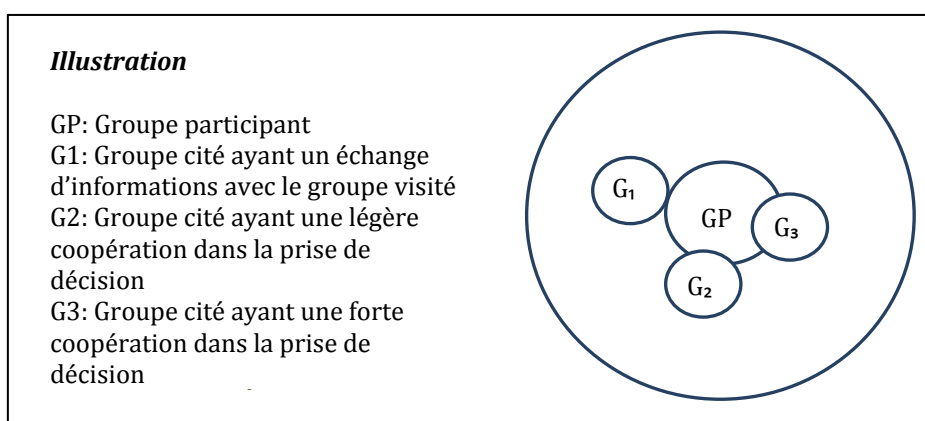 Illustration
GP: Groupe participant
G1: Groupe cité ayant un échange
d’informations avec le groupe visité
G2: Groupe cité ayant une légère
coopération dans la prise de
décision
G3: Groupe cité ayant une forte
coopération dans la prise de
décision
G₁
GP
G₃
G₂